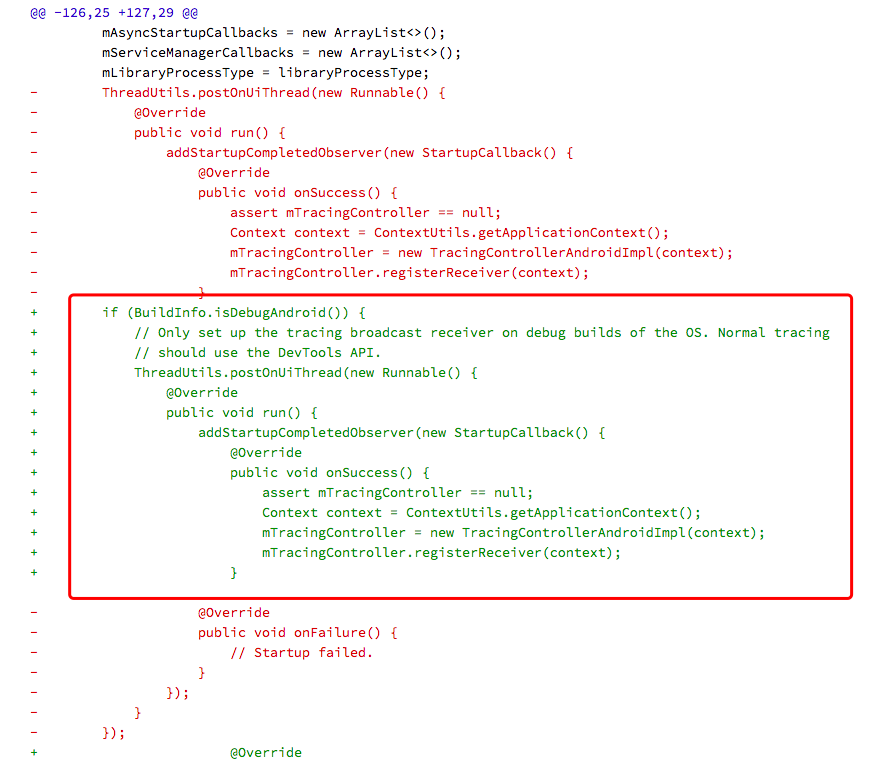 @@ -126,25 +127,29 @@
        mAsyncStartupCallbacks = new ArrayList<>();
        mServiceManagerCallbacks = new ArrayList<>();
        mLibraryProcessType = libraryProcessType;
-        ThreadUtils.postOnUiThread(new Runnable() {
-            @Override
-            public void run() {
-                addStartupCompletedObserver(new StartupCallback() {
-                    @Override
-                    public void onSuccess() {
-                        assert mTracingController == null;
-                        Context context = ContextUtils.getApplicationContext();
-                        mTracingController = new TracingControllerAndroidImpl(context);
-                        mTracingController.registerReceiver(context);
-                    }
+        if (BuildInfo.isDebugAndroid()) {
+            // Only set up the tracing broadcast receiver on debug builds of the OS. Normal tracing
+            // should use the DevTools API.
+            ThreadUtils.postOnUiThread(new Runnable() {
+                @Override
+                public void run() {
+                    addStartupCompletedObserver(new StartupCallback() {
+                        @Override
+                        public void onSuccess() {
+                            assert mTracingController == null;
+                            Context context = ContextUtils.getApplicationContext();
+                            mTracingController = new TracingControllerAndroidImpl(context);
+                            mTracingController.registerReceiver(context);
+                        }
-                    @Override
-                    public void onFailure() {
-                        // Startup failed.
-                    }
-                });
-            }
-        });
+                        @Override